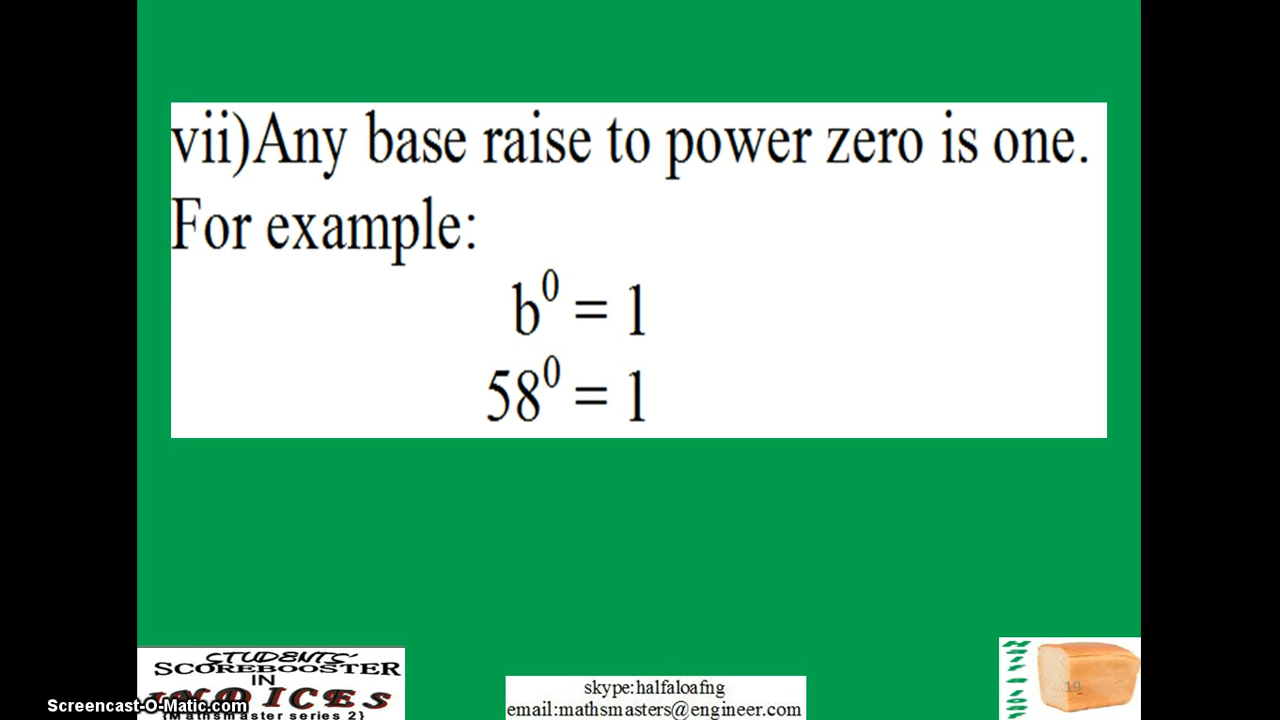 vii)Any base raise to power zero is one.
For example:
b⁰ = 1
58⁰ = 1
STUDENTS'
SCOREBOOSTER
IN
INDICES
{Mathsmaster series 2}
Screencast-O-Matic.com
skype:halfaloafng
email:mathsmasters@engineer.com
19